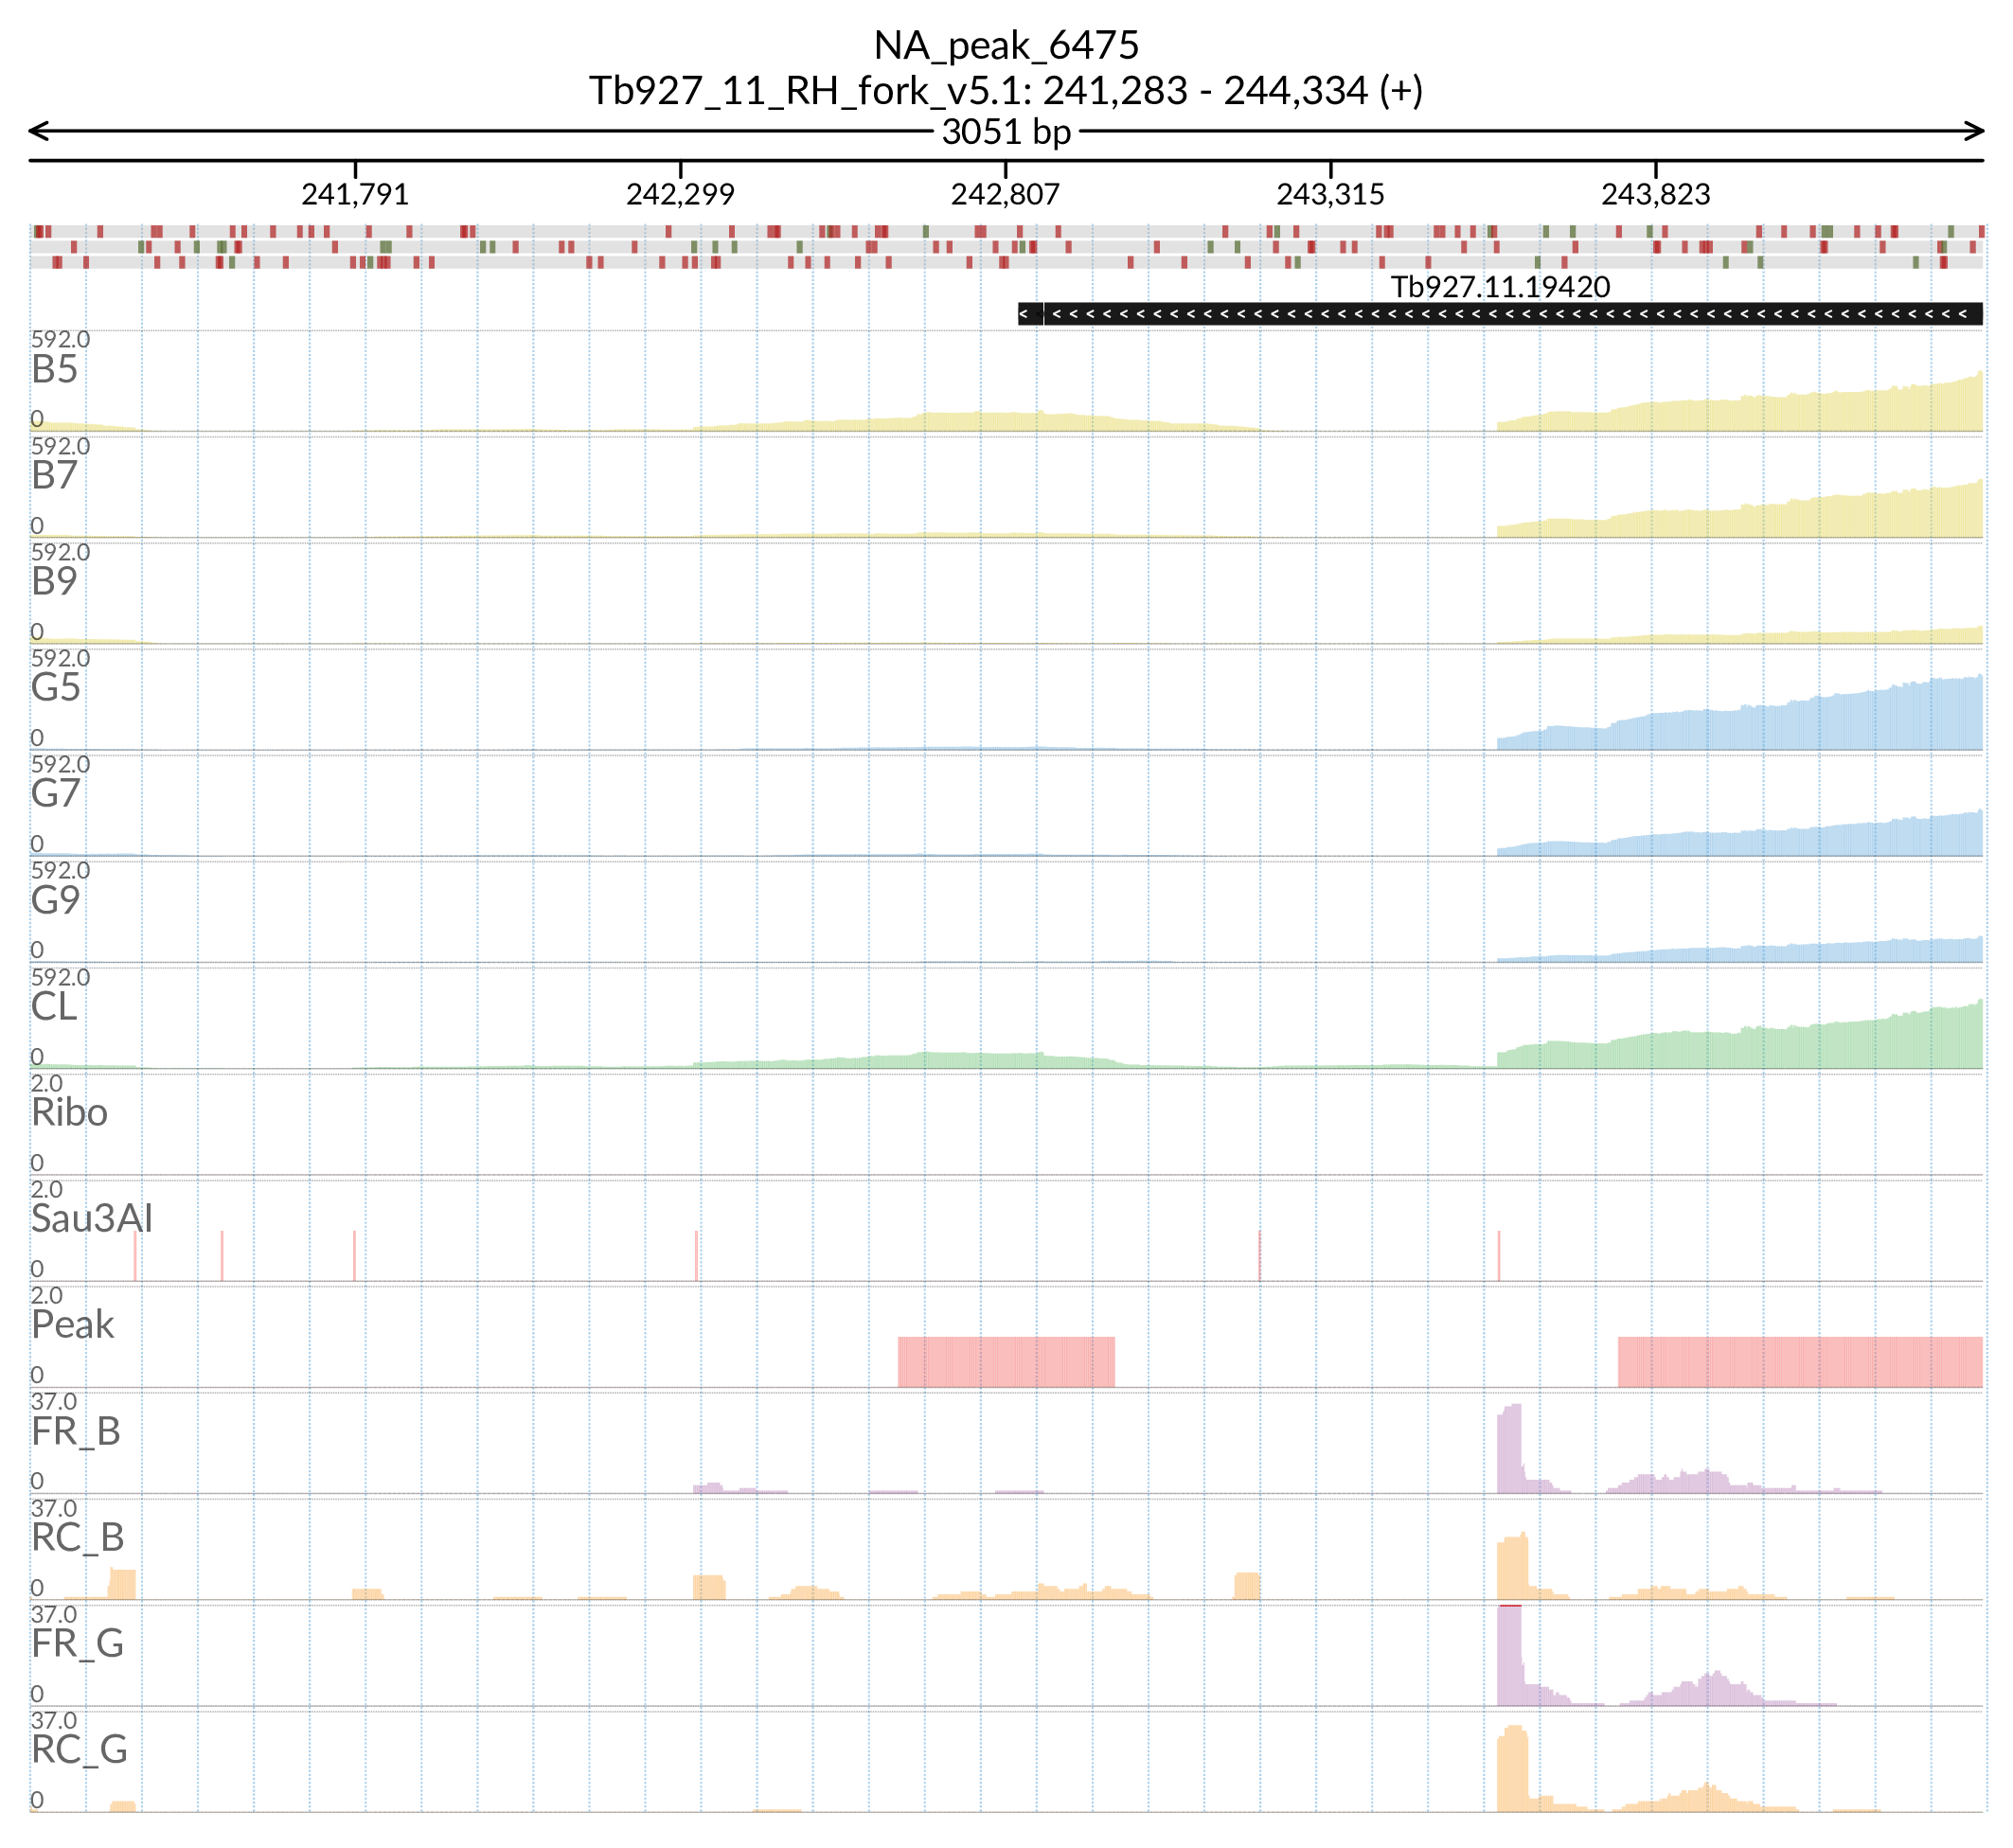 NA_peak_6475
Tb927_11_RH_fork_v5.1: 241,283 - 244,334 (+)
3051 bp
241,791 242,299 242,807 243,315 243,823
Tb927.11.19420
592.0
B5
0
592.0
B7
0
592.0
B9
0
592.0
G5
0
592.0
G7
0
592.0
G9
0
592.0
CL
0
2.0
Ribo
0
2.0
Sau3AI
0
2.0
Peak
0
37.0
FR_B
0
37.0
RC_B
0
37.0
FR_G
0
37.0
RC_G
0